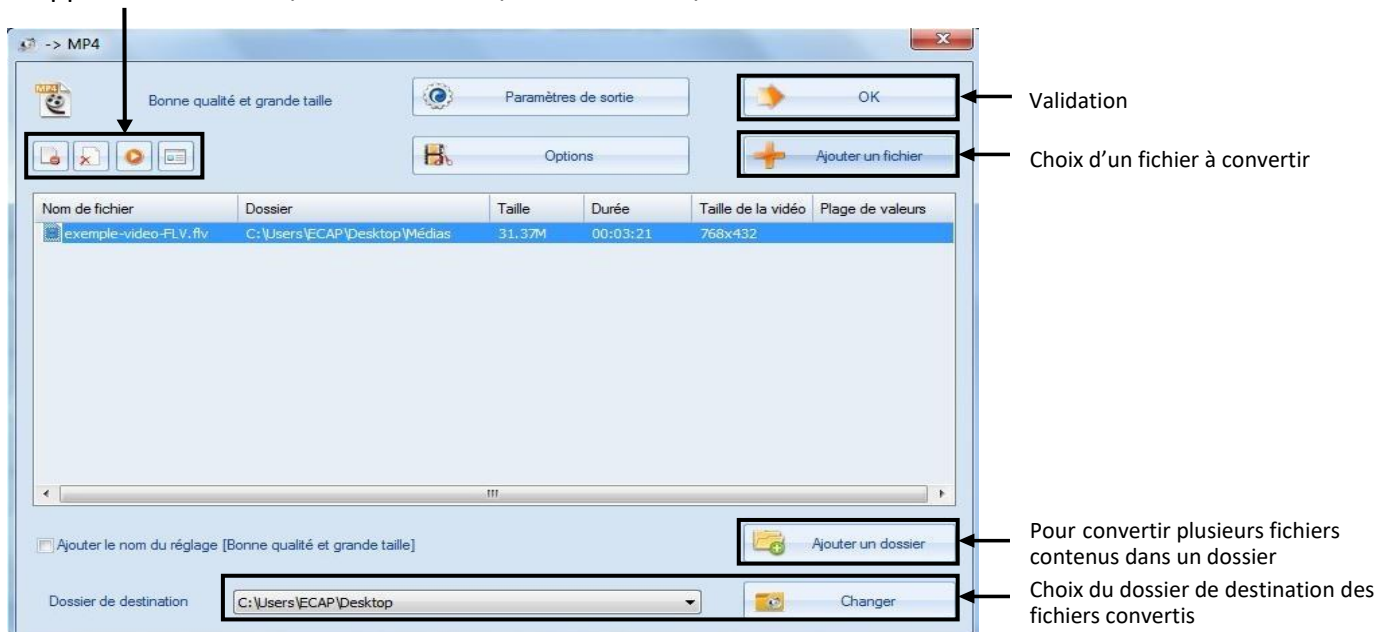 -> MP4
Bonne qualité et grande taille
Paramètres de sortie
OK
Validation
Options
Ajouter un fichier
Choix d’un fichier à convertir
Nom de fichier Dossier Taille Durée Taille de la vidéo Plage de valeurs
exemple-video-FLV.flv C:\Users\ECAP\Desktop\Médias 31.37M 00:03:21 768x432
Ajouter le nom du réglage [Bonne qualité et grande taille]
Ajouter un dossier
Pour convertir plusieurs fichiers
contenus dans un dossier
Dossier de destination C:\Users\ECAP\Desktop
Changer
Choix du dossier de destination des
fichiers convertis